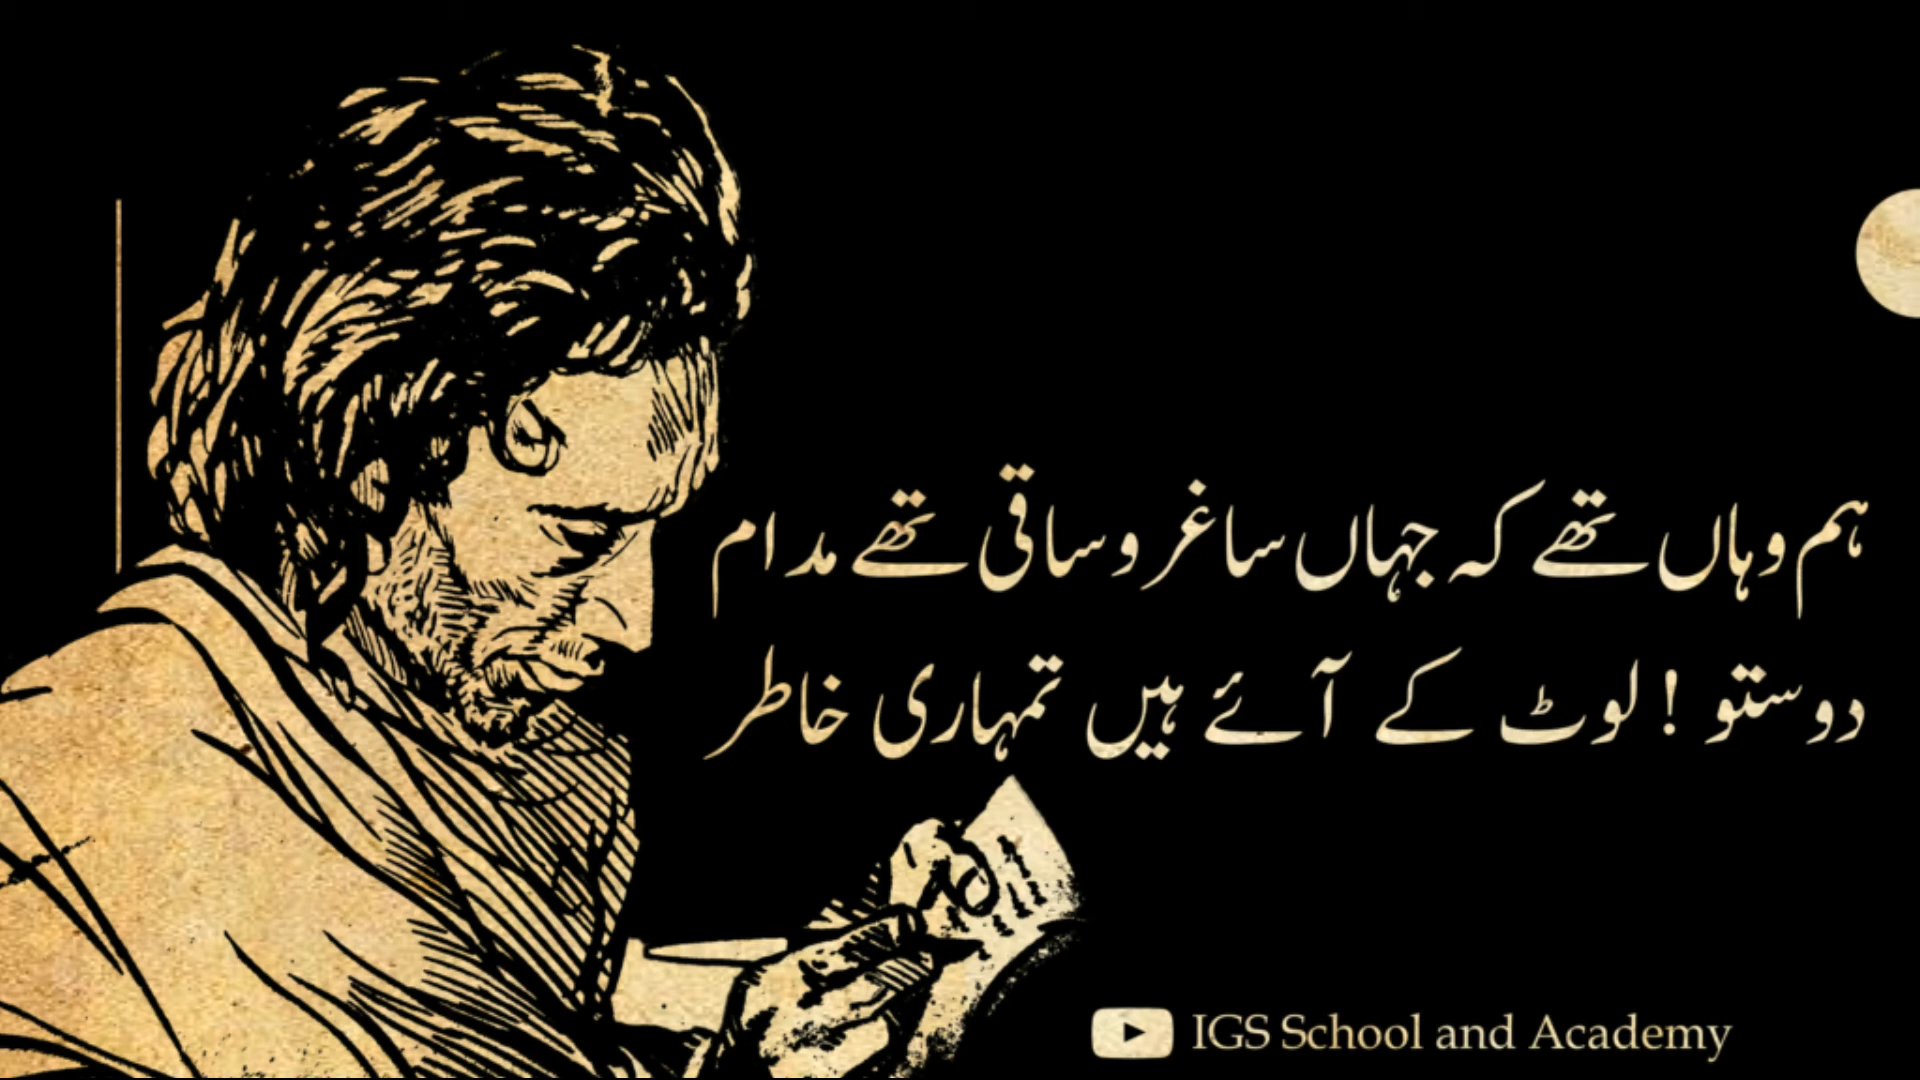 ہم وہاں تھے کہ جہاں ساغر و ساقی تھے مدام
دوستو ! لوٹ کے آئے ہیں تمہاری خاطر
IGS School and Academy